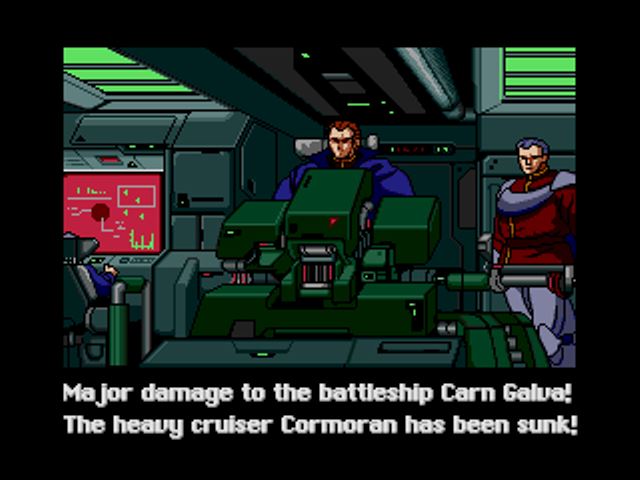 Major damage to the battleship Carn Galva!
The heavy cruiser Cormoran has been sunk!